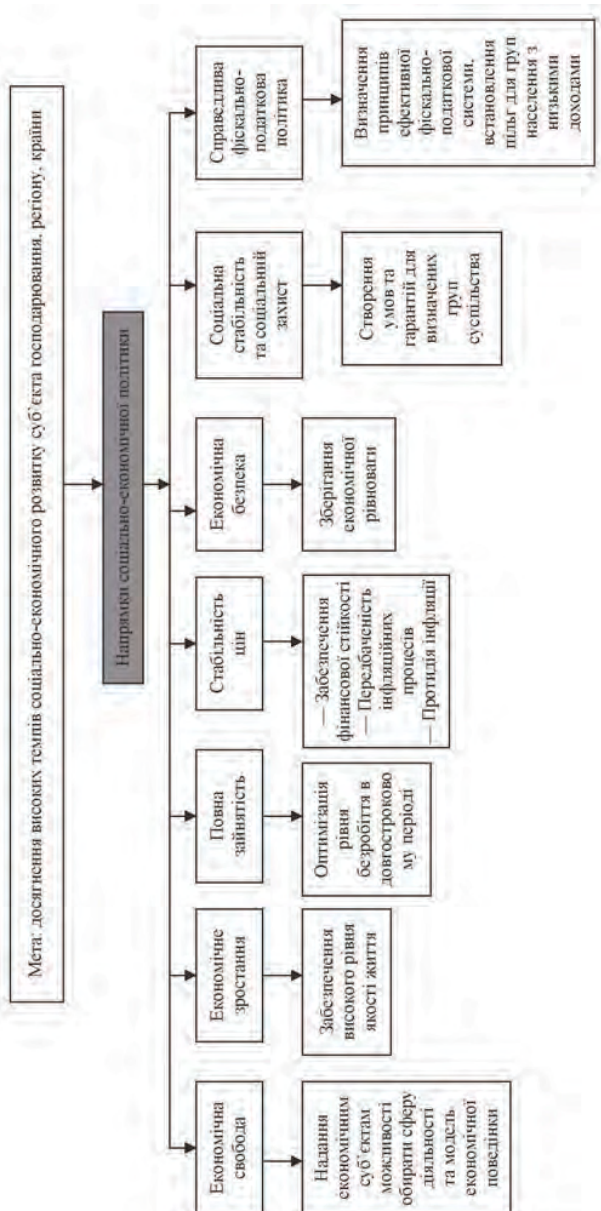 Мета: досягнення високих темпів соціально-економічного розвитку суб`єкта господарювання, регіону, країни
Напрямки соціально-економічної політики
Економічна
свобода
Надання
економічним
суб`єктам
можливості
обирати сферу
діяльності
та модель
економічної
поведінки
Економічне
зростання
Забезпечення
високого рівня
якості життя
Повна
зайнятість
Оптимізація
рівня
безробіття в
довгостроково
му періоді
Стабільність
цін
— Забезпечення
фінансової стійкості
— Передбаченість
інфляційних
процесів
— Протидія інфляції
Економічна
безпека
Зберігання
економічної
рівноваги
Соціальна
стабільність
та соціальний
захист
Створення
умов та
гарантій для
визначених
груп
суспільства
Справедлива
фіскально-
податкова
політика
Визначення
принципів
ефективної
фіскально-
податкової
системи,
встановлення
пільг для груп
населення з
низькими
доходами